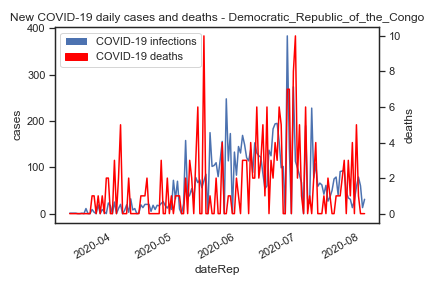 New COVID-19 daily cases and deaths - Democratic_Republic_of_the_Congo
COVID-19 infections
COVID-19 deaths
400
300
200
100
0
cases
10
8
6
4
2
0
deaths
2020-04
2020-05
2020-06
2020-07
2020-08
dateRep